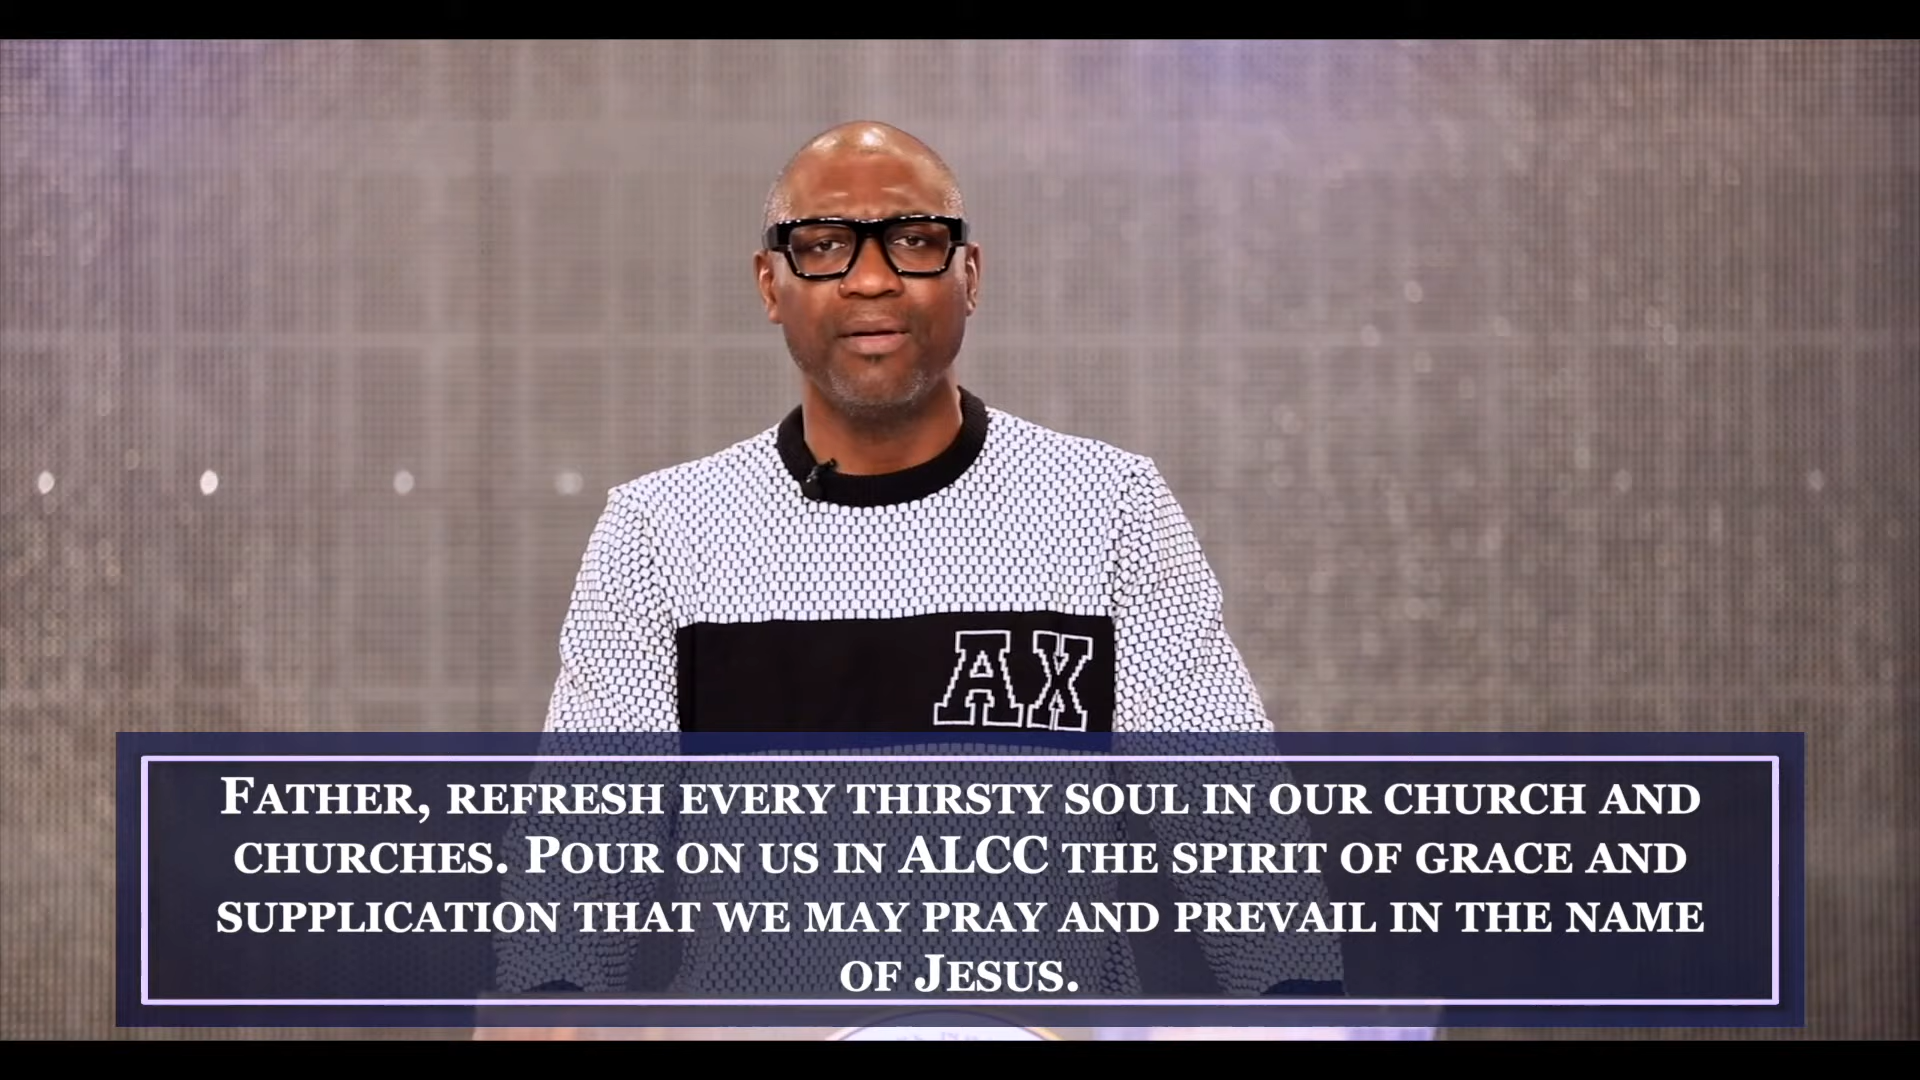 AX
Father, refresh every thirsty soul in our church and
churches. Pour on us in ALCC the spirit of grace and
supplication that we may pray and prevail in the name
of Jesus.